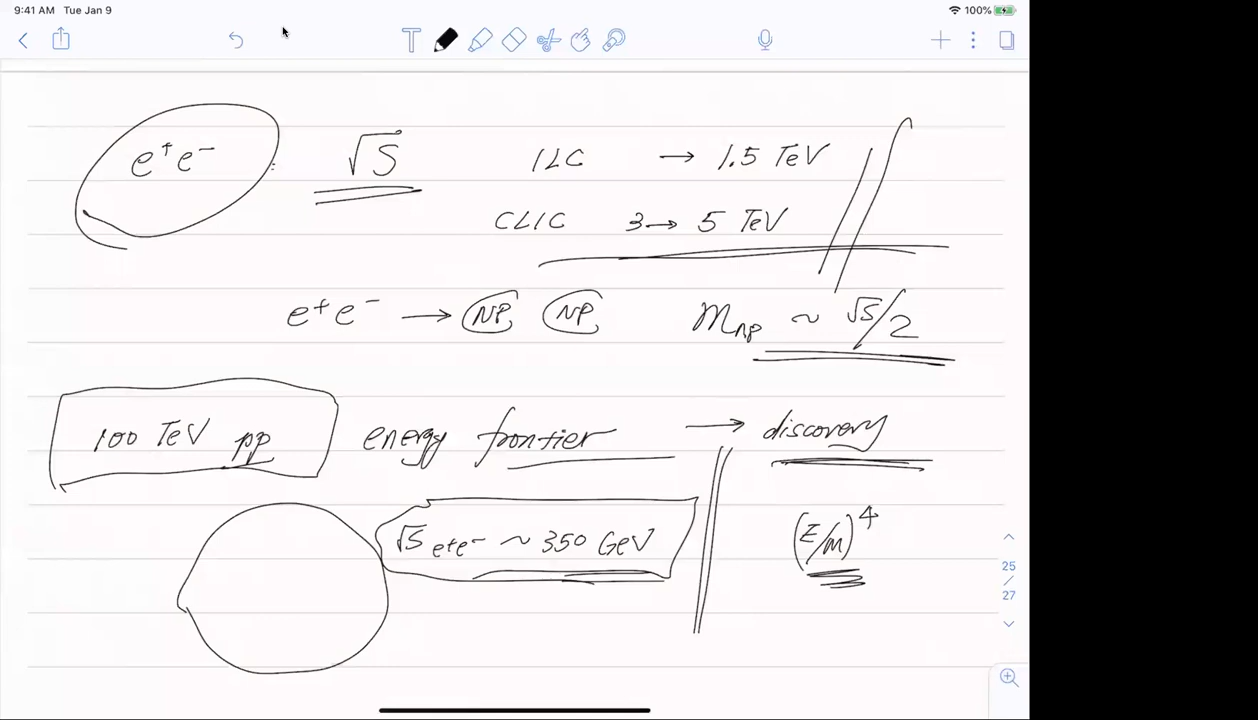 9:41 AM Tue Jan 9 100%
e⁺e⁻ : √S ILC → 1.5 TeV
CLIC 3→ 5 TeV
e⁺e⁻ → NP NP m_NP ~ √S/2
100 TeV pp energy frontier → discovery
√S e⁺e⁻ ~ 350 GeV (E/m)⁴
25
/
27